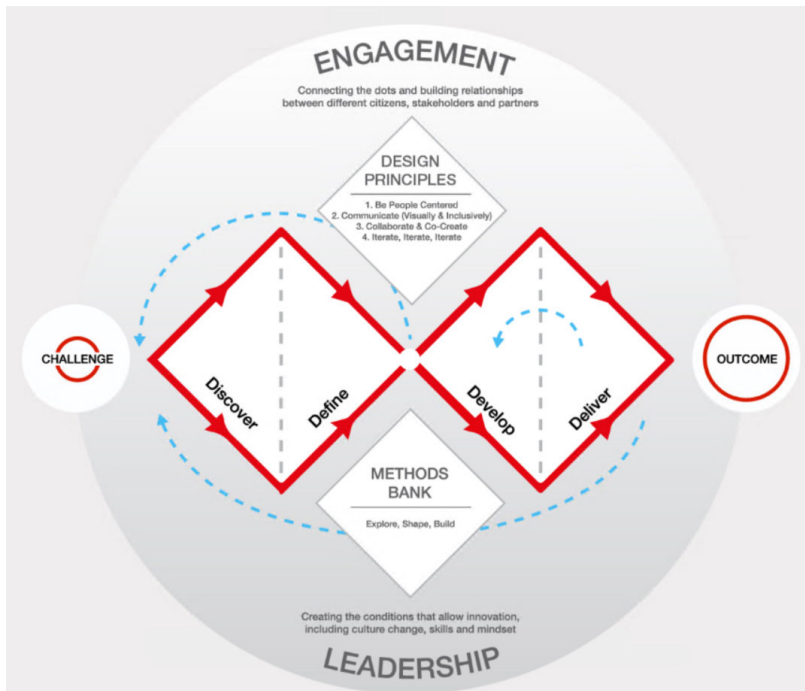 ENGAGEMENT
Connecting the dots and building relationships
between different citizens, stakeholders and partners
DESIGN
PRINCIPLES
1. Be People Centered
2. Communicate (Visually & Inclusively)
3. Collaborate & Co-Create
4. Iterate, Iterate, Iterate
CHALLENGE
OUTCOME
Discover
Define
Develop
Deliver
METHODS
BANK
Explore, Shape, Build
Creating the conditions that allow innovation,
including culture change, skills and mindset
LEADERSHIP